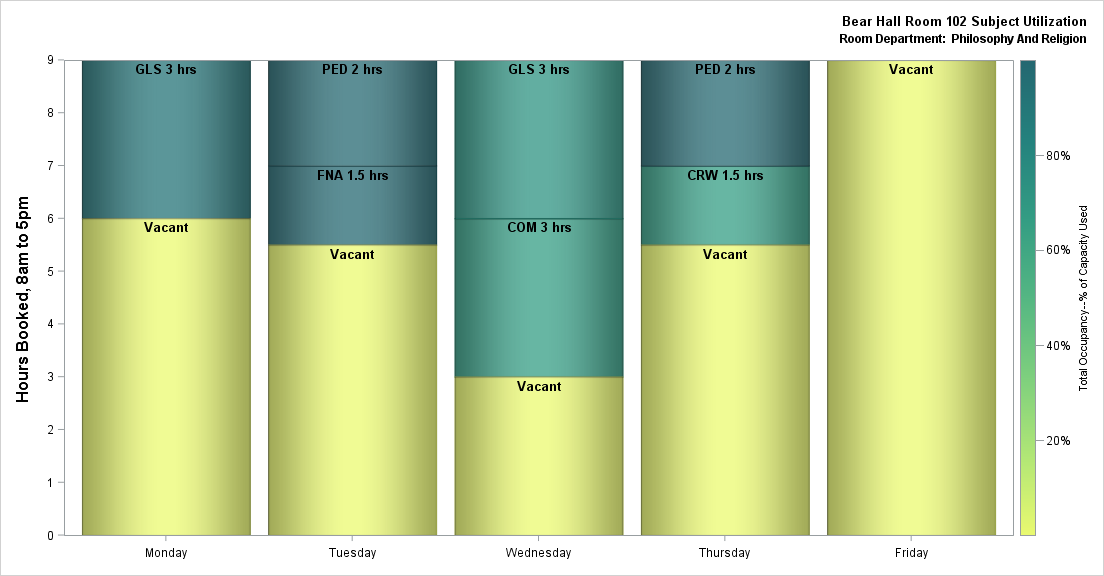 Bear Hall Room 102 Subject Utilization
Room Department: Philosophy And Religion
Hours Booked, 8am to 5pm
9
8
7
6
5
4
3
2
1
0
GLS 3 hrs
Vacant
PED 2 hrs
FNA 1.5 hrs
Vacant
GLS 3 hrs
COM 3 hrs
Vacant
PED 2 hrs
CRW 1.5 hrs
Vacant
Vacant
Monday
Tuesday
Wednesday
Thursday
Friday
80%
60%
40%
20%
Total Occupancy--% of Capacity Used